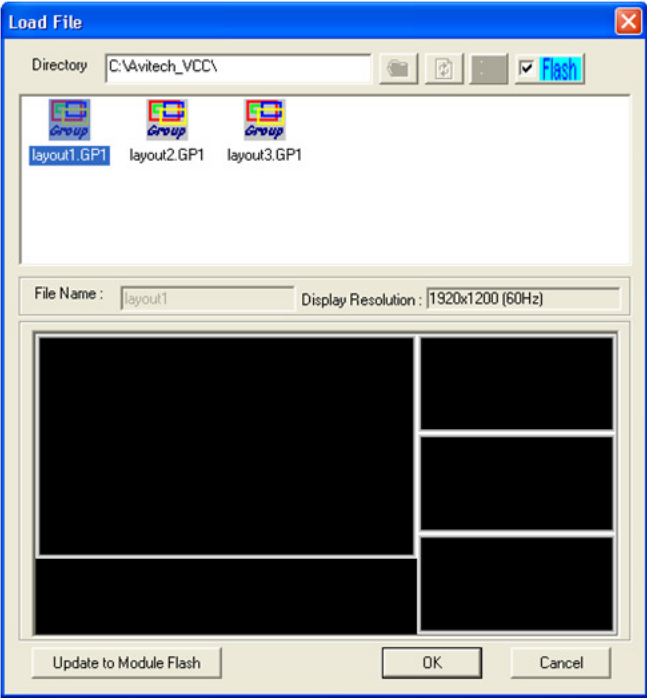 Load File
Directory C:\Avitech_VCC\ Flash
Group Group Group
layout1.GP1 layout2.GP1 layout3.GP1
File Name : layout1 Display Resolution : 1920x1200 (60Hz)
Update to Module Flash OK Cancel